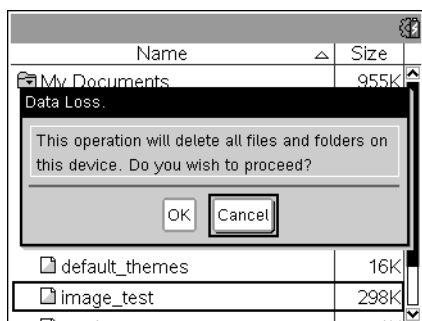 Name Size
My Documents 955K
Data Loss.
This operation will delete all files and folders on
this device. Do you wish to proceed?
OK Cancel
default_themes 16K
image_test 298K